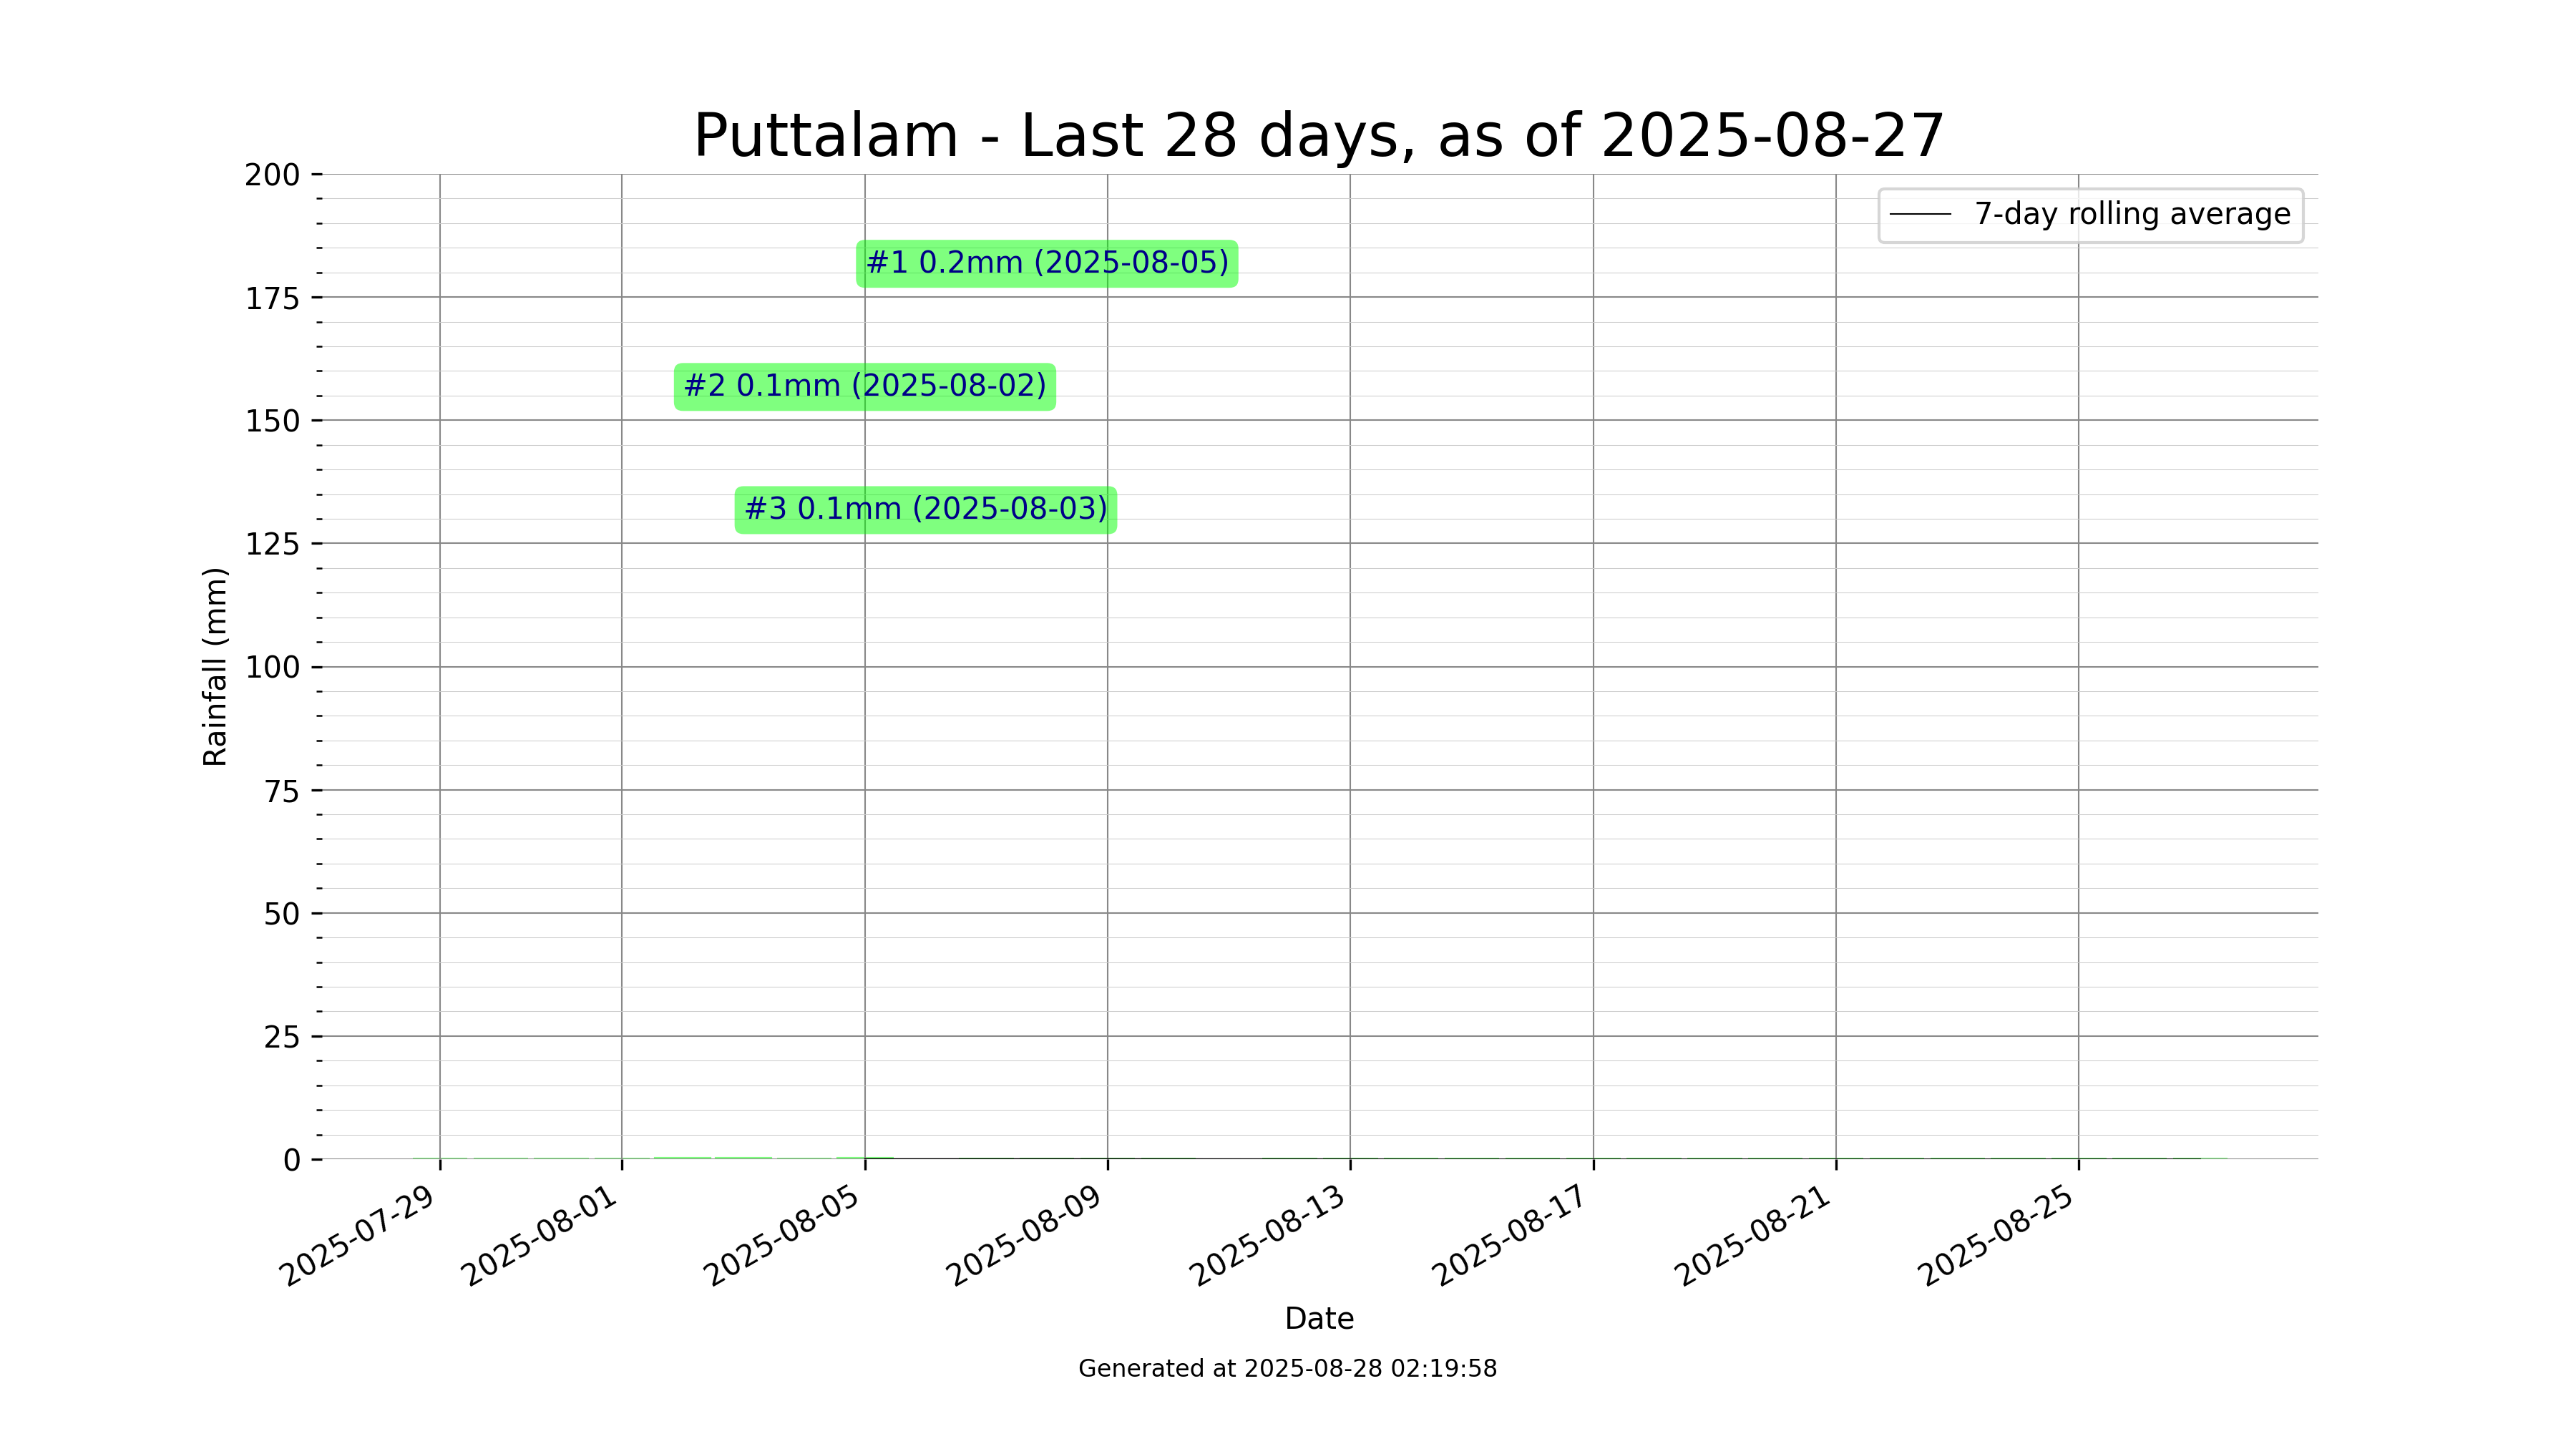 Puttalam - Last 28 days, as of 2025-08-27
200
175
150
125
100
75
50
25
0
Rainfall (mm)
7-day rolling average
#1 0.2mm (2025-08-05)
#2 0.1mm (2025-08-02)
#3 0.1mm (2025-08-03)
2025-07-29
2025-08-01
2025-08-05
2025-08-09
2025-08-13
2025-08-17
2025-08-21
2025-08-25
Date
Generated at 2025-08-28 02:19:58